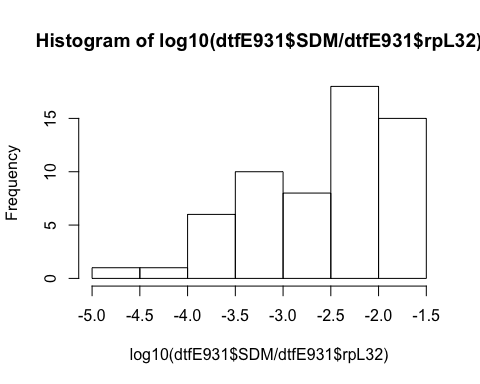 Histogram of log10(dtfE931$SDM/dtfE931$rpL32)
Frequency
15
10
5
0
-5.0 -4.5 -4.0 -3.5 -3.0 -2.5 -2.0 -1.5
log10(dtfE931$SDM/dtfE931$rpL32)